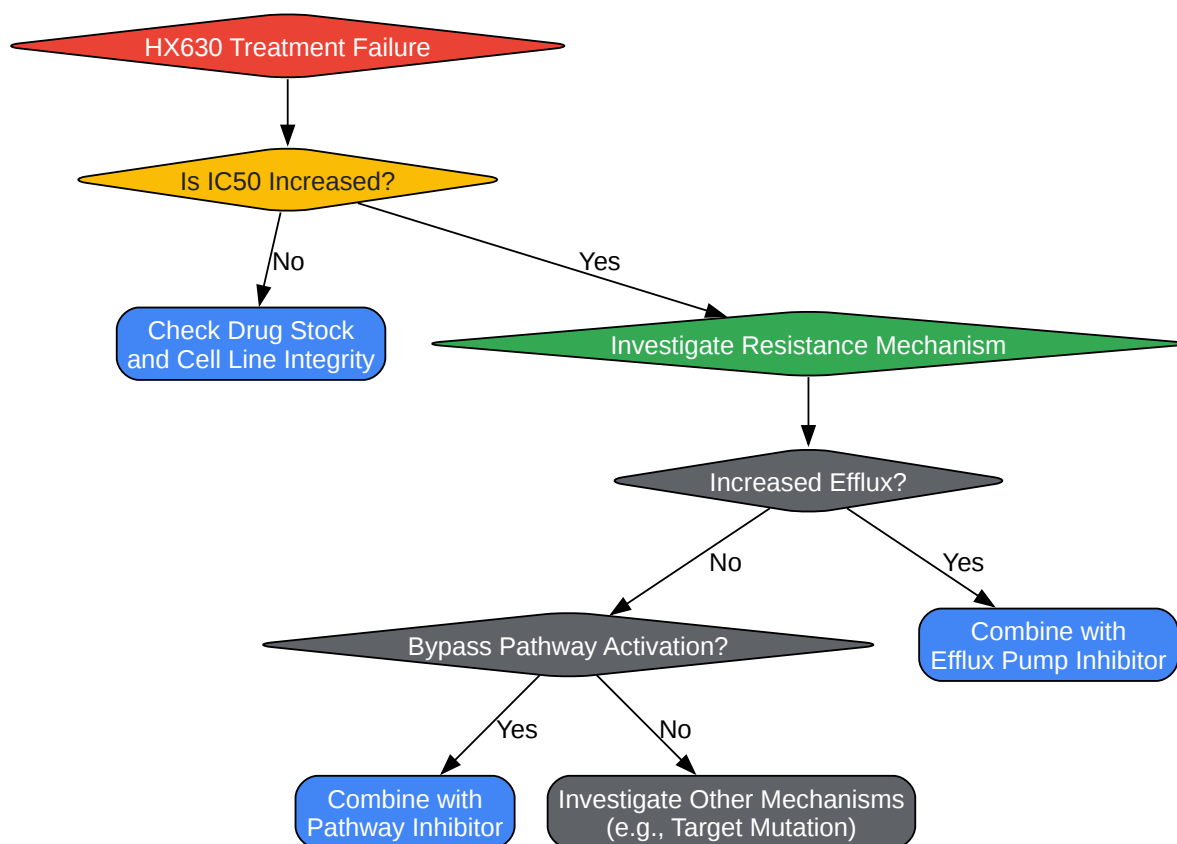 HX630 Treatment Failure
Is IC50 Increased?
No
Yes
Check Drug Stock
and Cell Line Integrity
Investigate Resistance Mechanism
Increased Efflux?
No
Yes
Bypass Pathway Activation?
Combine with
Efflux Pump Inhibitor
Yes
No
Combine with
Pathway Inhibitor
Investigate Other Mechanisms
(e.g., Target Mutation)